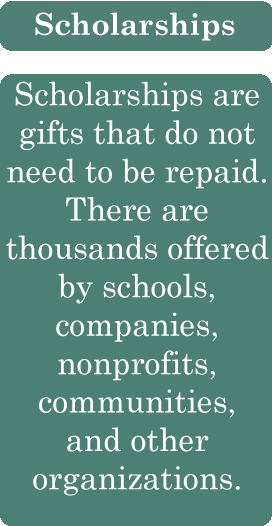 Scholarships
Scholarships are
gifts that do not
need to be repaid.
There are
thousands offered
by schools,
companies,
nonprofits,
communities,
and other
organizations.